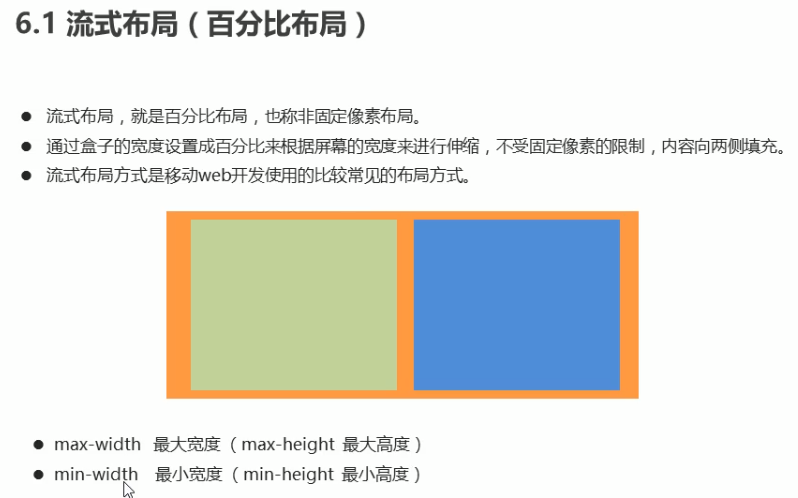 6.1 流式布局（百分比布局）
● 流式布局，就是百分比布局，也称非固定像素布局。
● 通过盒子的宽度设置成百分比来根据屏幕的宽度来进行伸缩，不受固定像素的限制，内容向两侧填充。
● 流式布局方式是移动web开发使用的比较常见的布局方式。
● max-width 最大宽度（max-height 最大高度）
● min-width 最小宽度（min-height 最小高度）